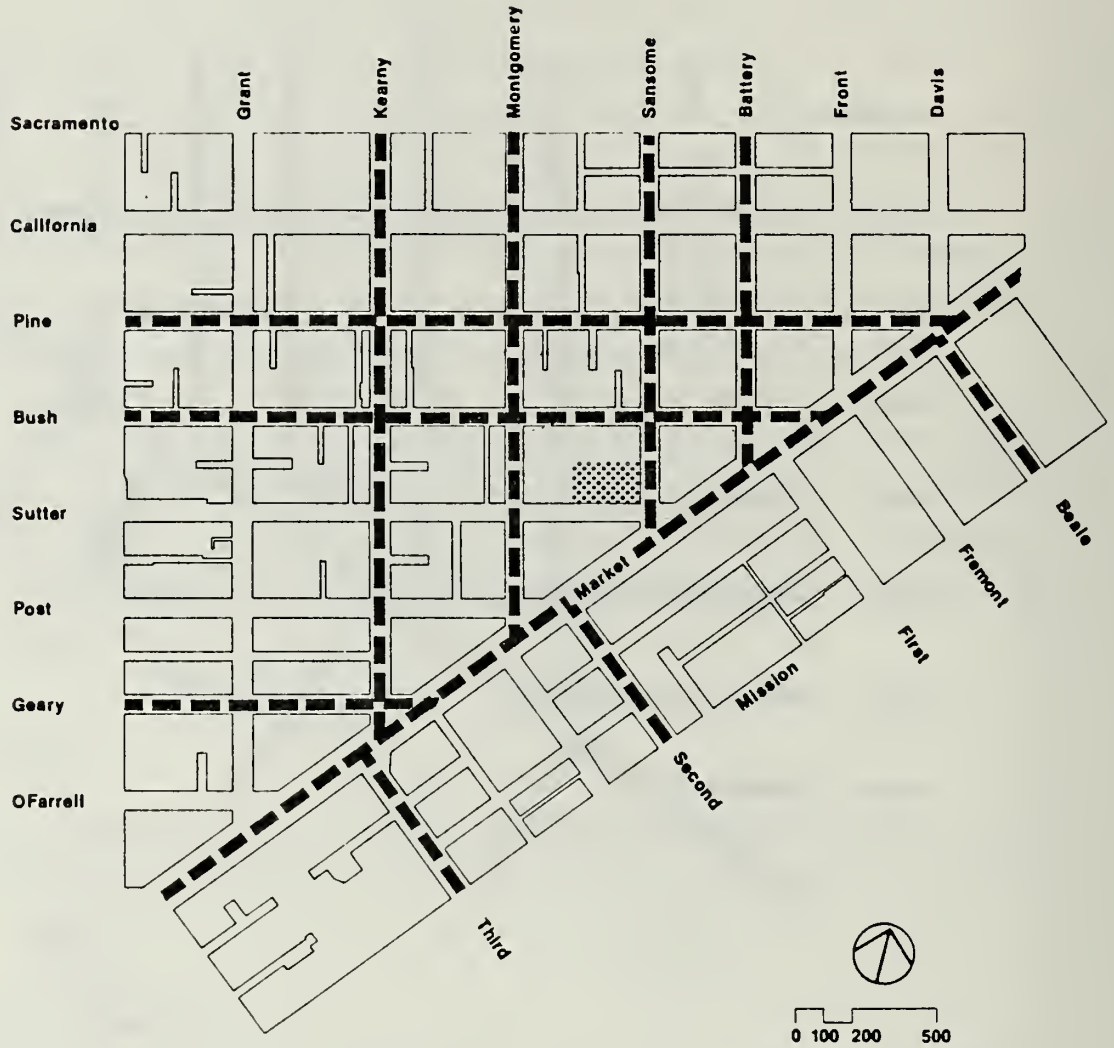 Grant
Kearny
Montgomery
Sansome
Battery
Front
Davis
Sacramento
California
Pine
Bush
Sutter
Post
Geary
OFarrell
Market
Mission
Beale
Fremont
First
Second
Third
0 100 200 500